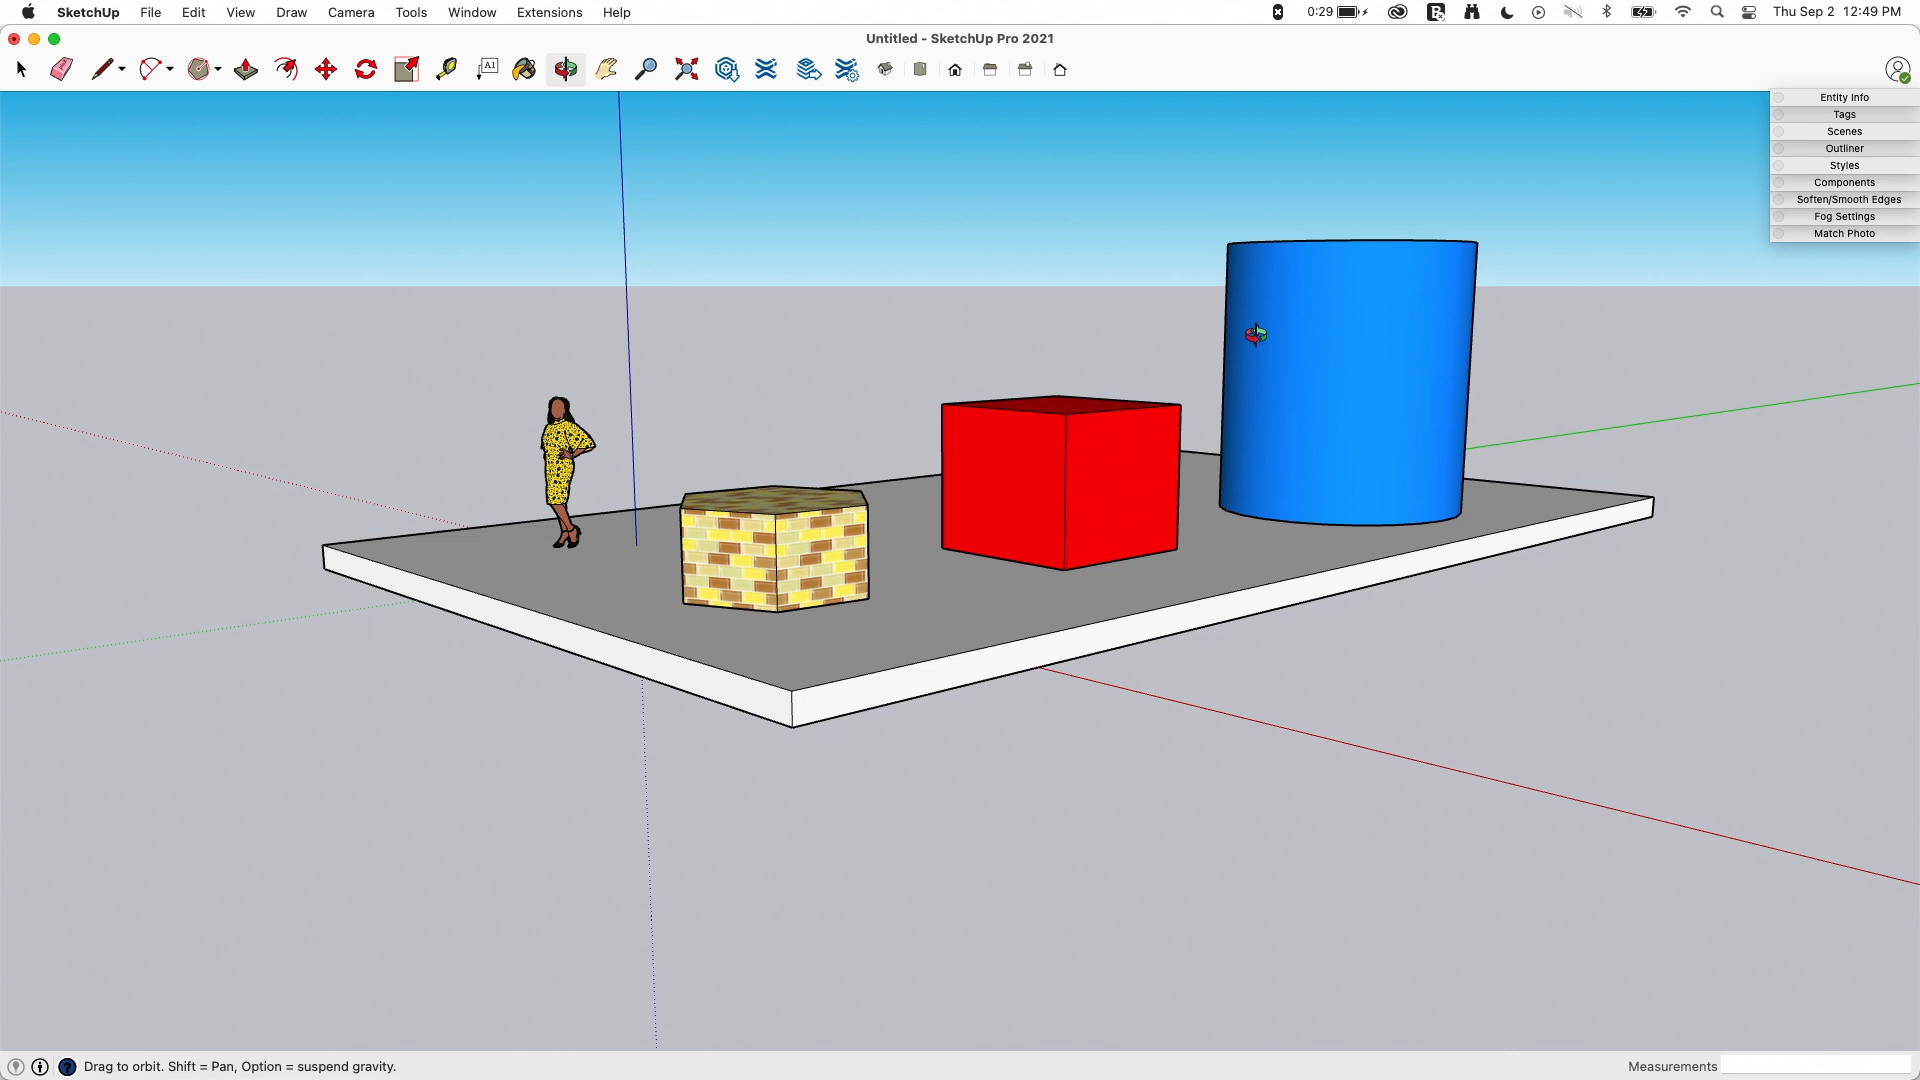 SketchUp File Edit View Draw Camera Tools Window Extensions Help 0:29 Thu Sep 2 12:49 PM
Untitled - SketchUp Pro 2021
A1
Entity Info
Tags
Scenes
Outliner
Styles
Components
Soften/Smooth Edges
Fog Settings
Match Photo
Drag to orbit. Shift = Pan, Option = suspend gravity. Measurements